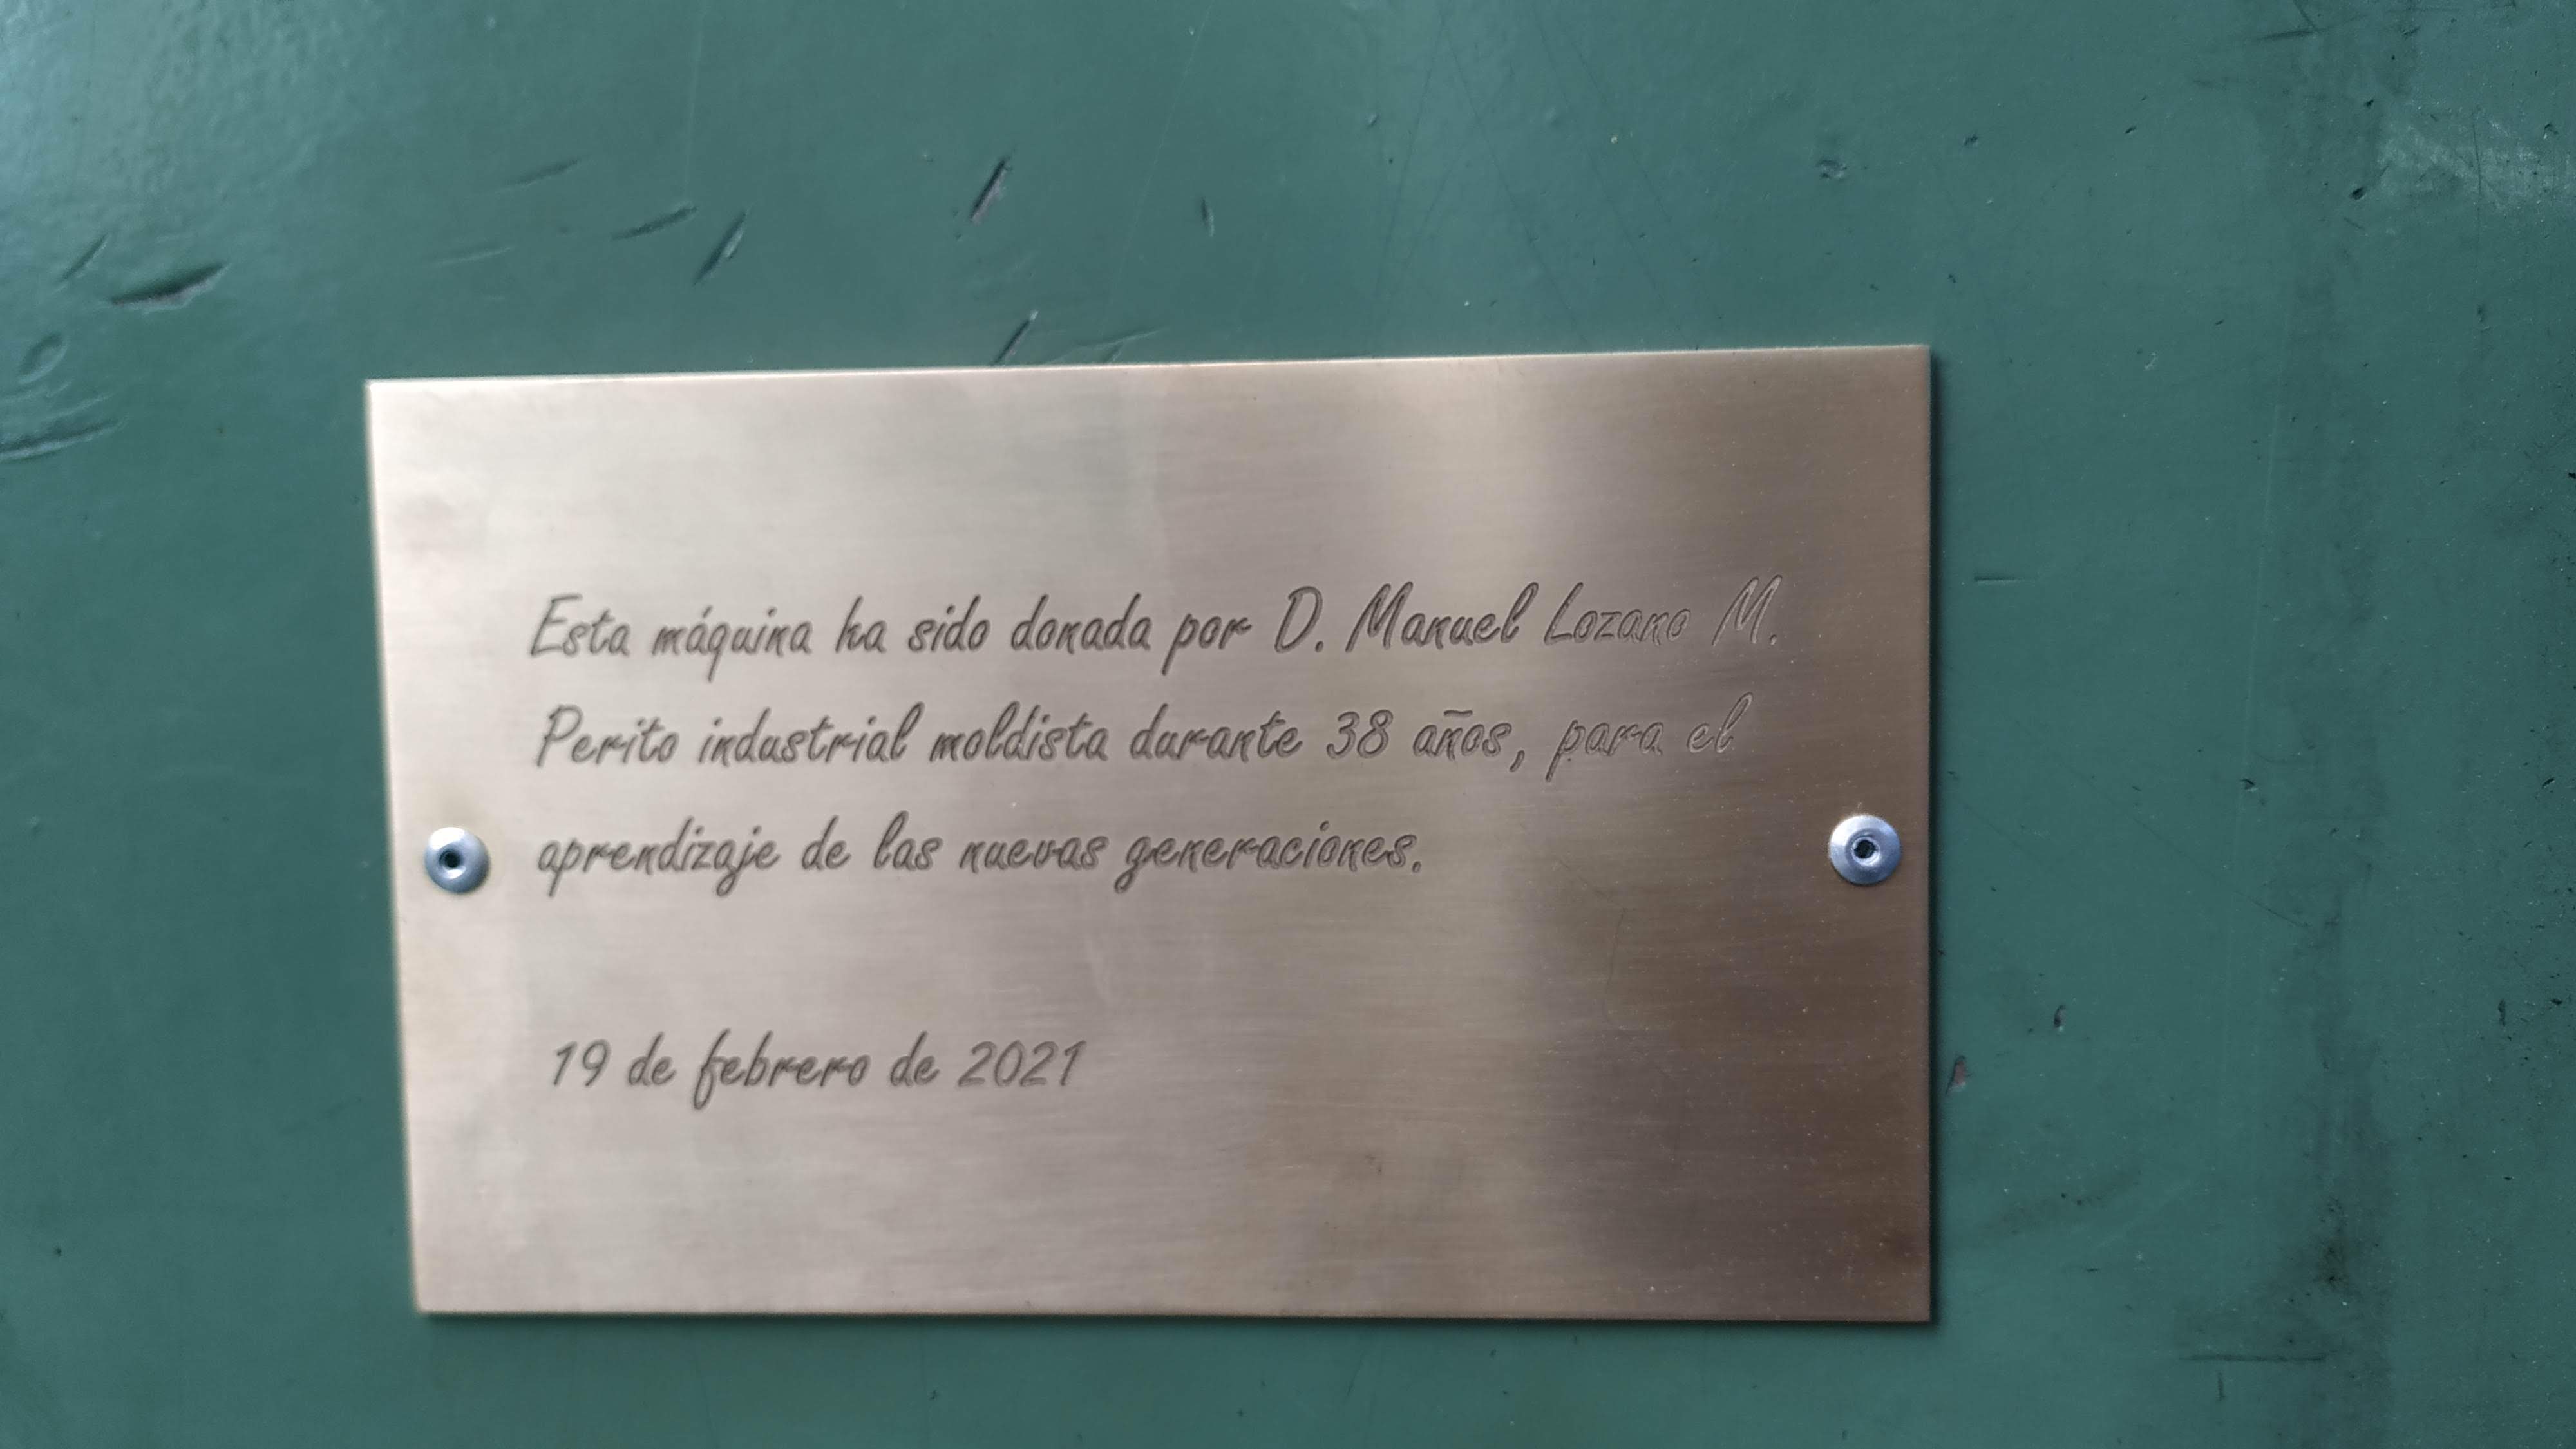 Esta máquina ha sido donada por D. Manuel Lozano M.
Perito industrial moldista durante 38 años, para el
aprendizaje de las nuevas generaciones.
19 de febrero de 2021